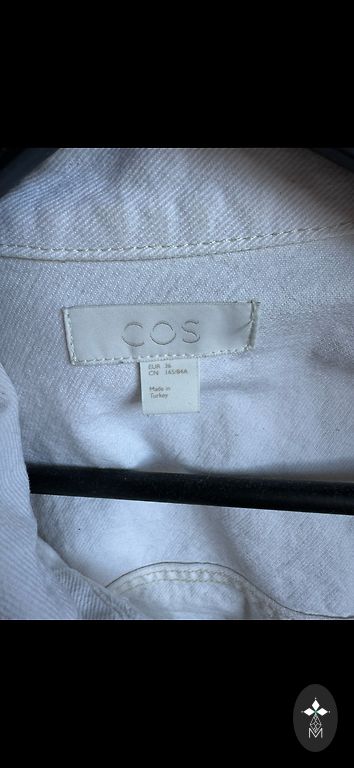 COS
EUR 36
CN 165/84A
Made in
Turkey
M